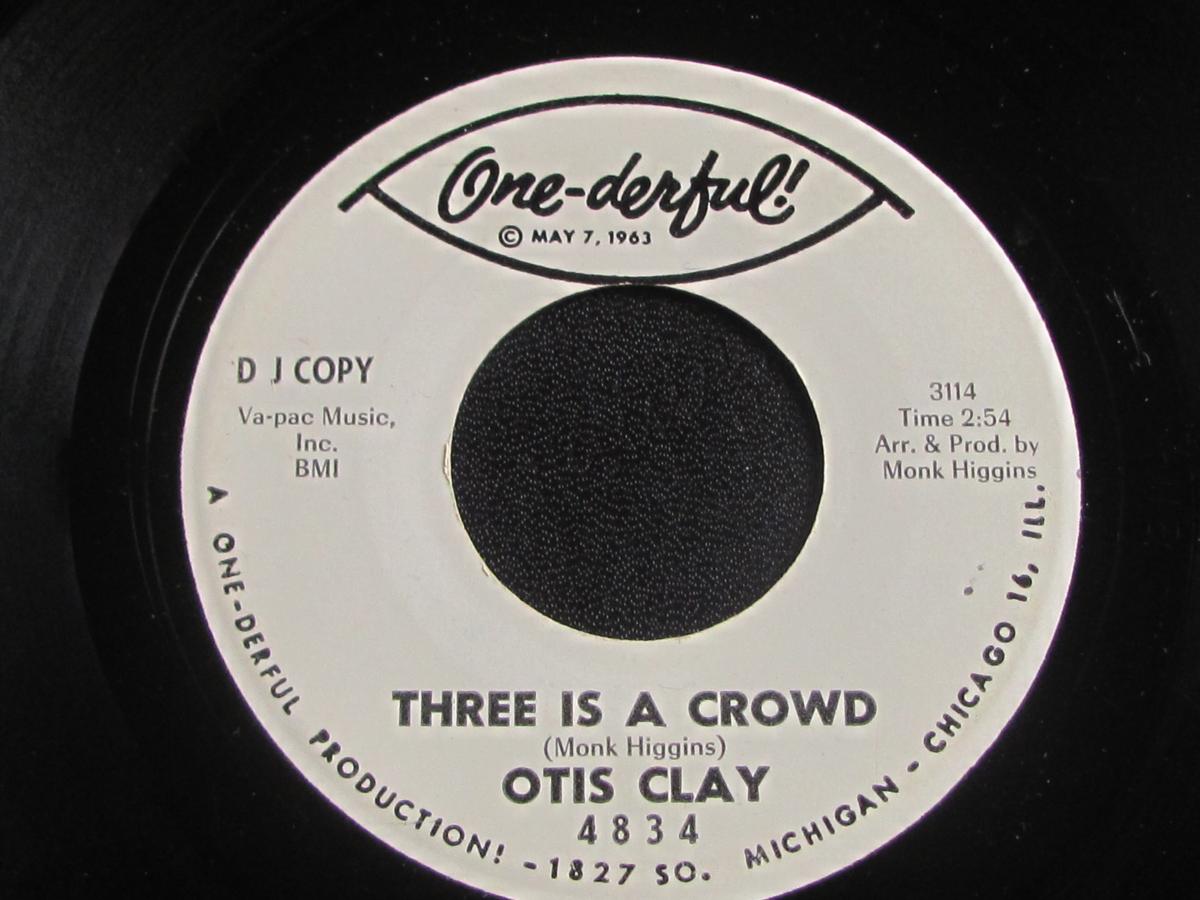 One-derful!
© MAY 7, 1963
D J COPY
Va-pac Music,
Inc.
BMI
3114
Time 2:54
Arr. & Prod. by
Monk Higgins
THREE IS A CROWD
(Monk Higgins)
OTIS CLAY
4834
A ONE-DERFUL PRODUCTION! -1827 SO. MICHIGAN - CHICAGO 16, ILL.